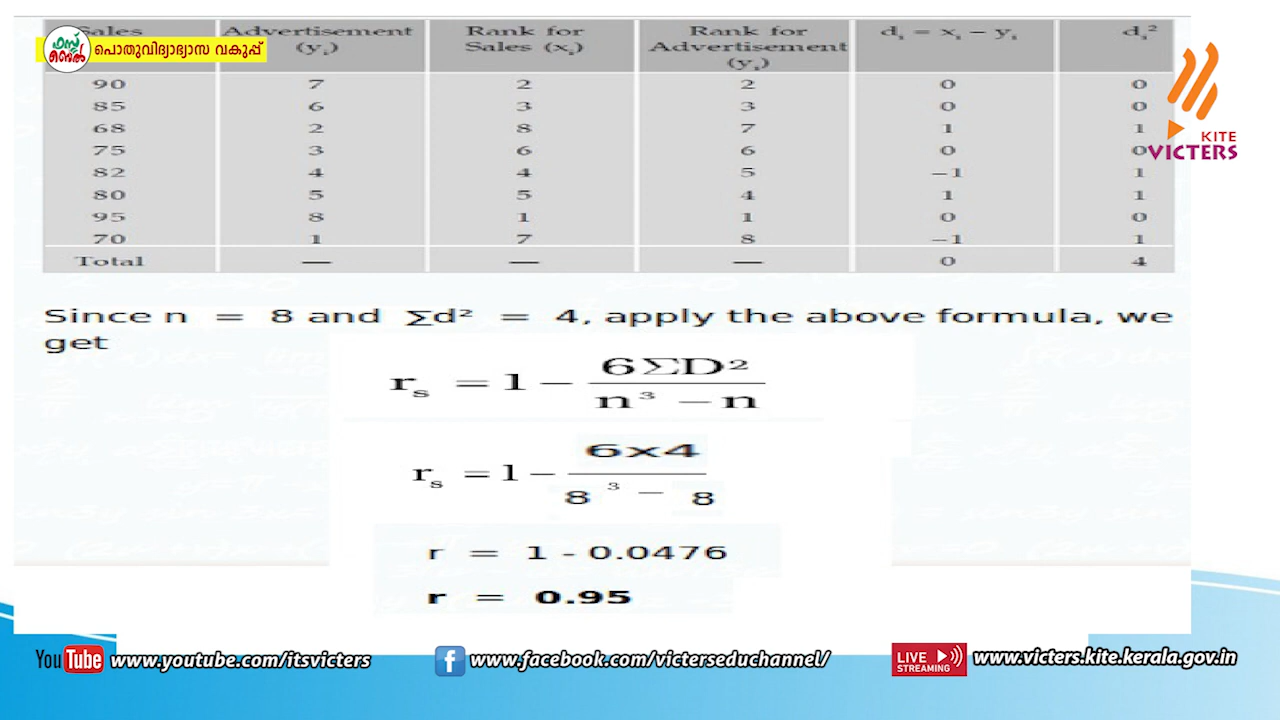 Sales Advertisement (yᵢ) Rank for Sales (xᵢ) Rank for Advertisement (yᵢ) dᵢ = xᵢ – yᵢ dᵢ²
ഫസ്റ്റ് ബെൽ
പൊതുവിദ്യാഭ്യാസ വകുപ്പ്
90 7 2 2 0 0
85 6 3 3 0 0
68 2 8 7 1 1
75 3 6 6 0 0
82 4 4 5 –1 1
80 5 5 4 1 1
95 8 1 1 0 0
70 1 7 8 –1 1
Total — — — 0 4
KITE
VICTERS
Since n = 8 and ∑d² = 4, apply the above formula, we
get
rₛ = 1 – 6ΣD² / n³ – n
rₛ = 1 – 6x4 / 8³ – 8
r = 1 - 0.0476
r = 0.95
YouTube www.youtube.com/itsvicters
f www.facebook.com/victerseduchannel/
LIVE STREAMING www.victers.kite.kerala.gov.in